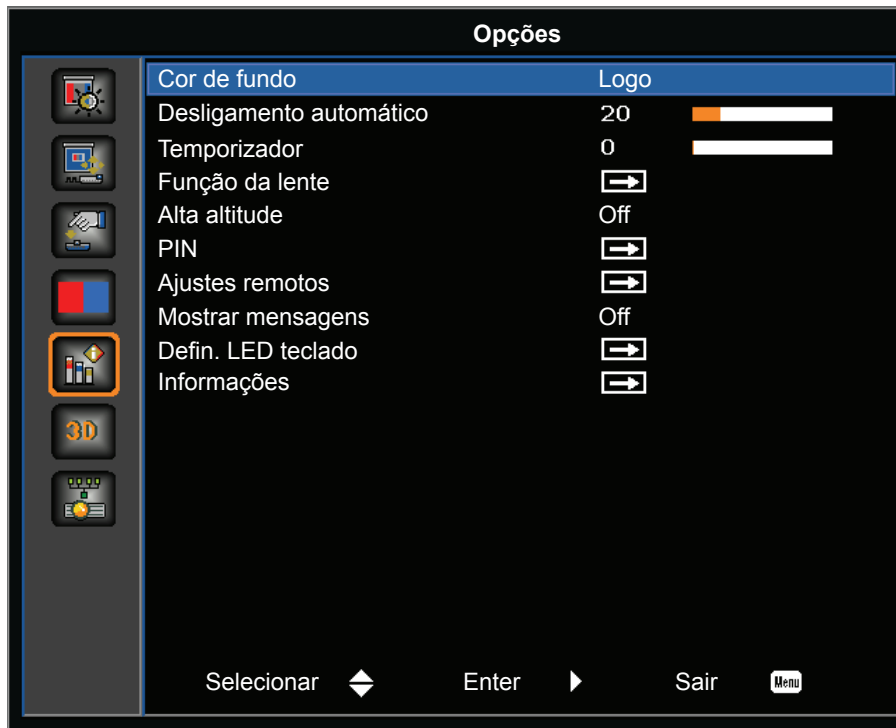 Opções
Cor de fundo Logo
Desligamento automático 20
Temporizador 0
Função da lente
Alta altitude Off
PIN
Ajustes remotos
Mostrar mensagens Off
Defin. LED teclado
Informações
3D
Selecionar Enter Sair Menu